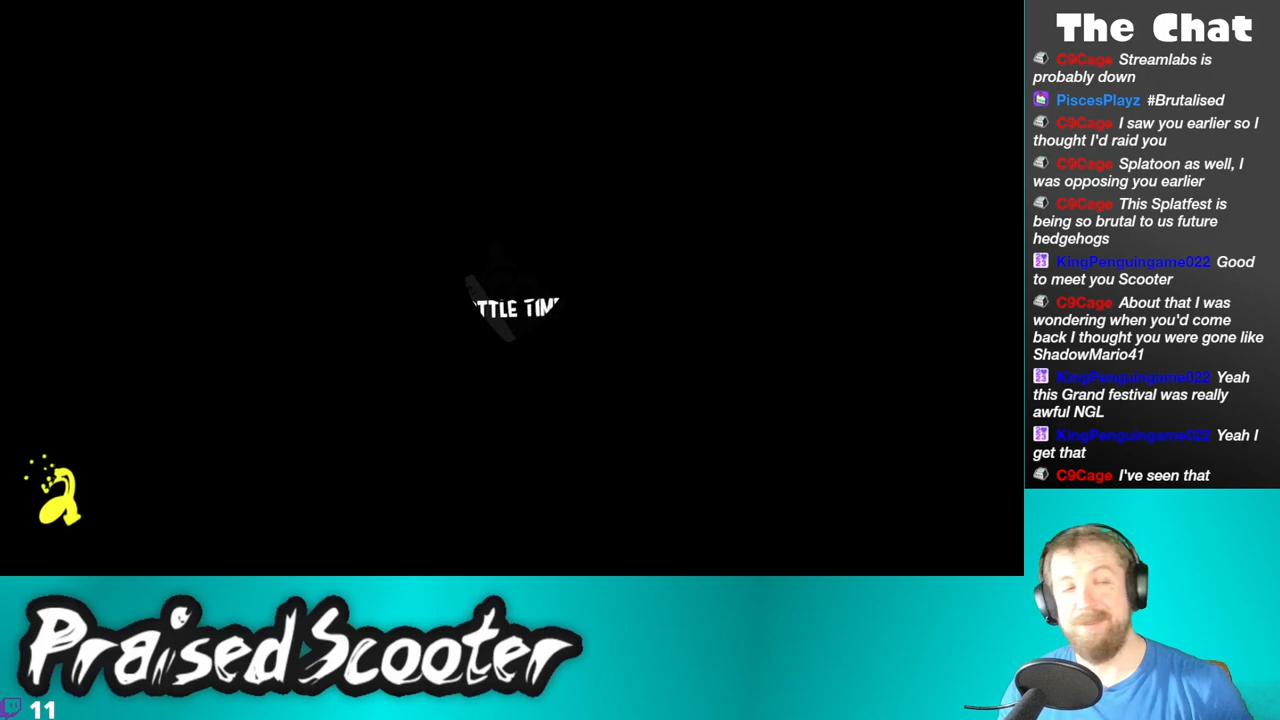 The Chat
C9Cage Streamlabs is
probably down
PiscesPlayz #Brutalised
C9Cage I saw you earlier so I
thought I'd raid you
C9Cage Splatoon as well, I
was opposing you earlier
C9Cage This Splatfest is
being so brutal to us future
hedgehogs
KingPenguingame022 Good
to meet you Scooter
C9Cage About that I was
wondering when you'd come
back I thought you were gone like
ShadowMario41
KingPenguingame022 Yeah
this Grand festival was really
awful NGL
KingPenguingame022 Yeah I
get that
C9Cage I've seen that
TTLE TIM
PraisedScooter
11